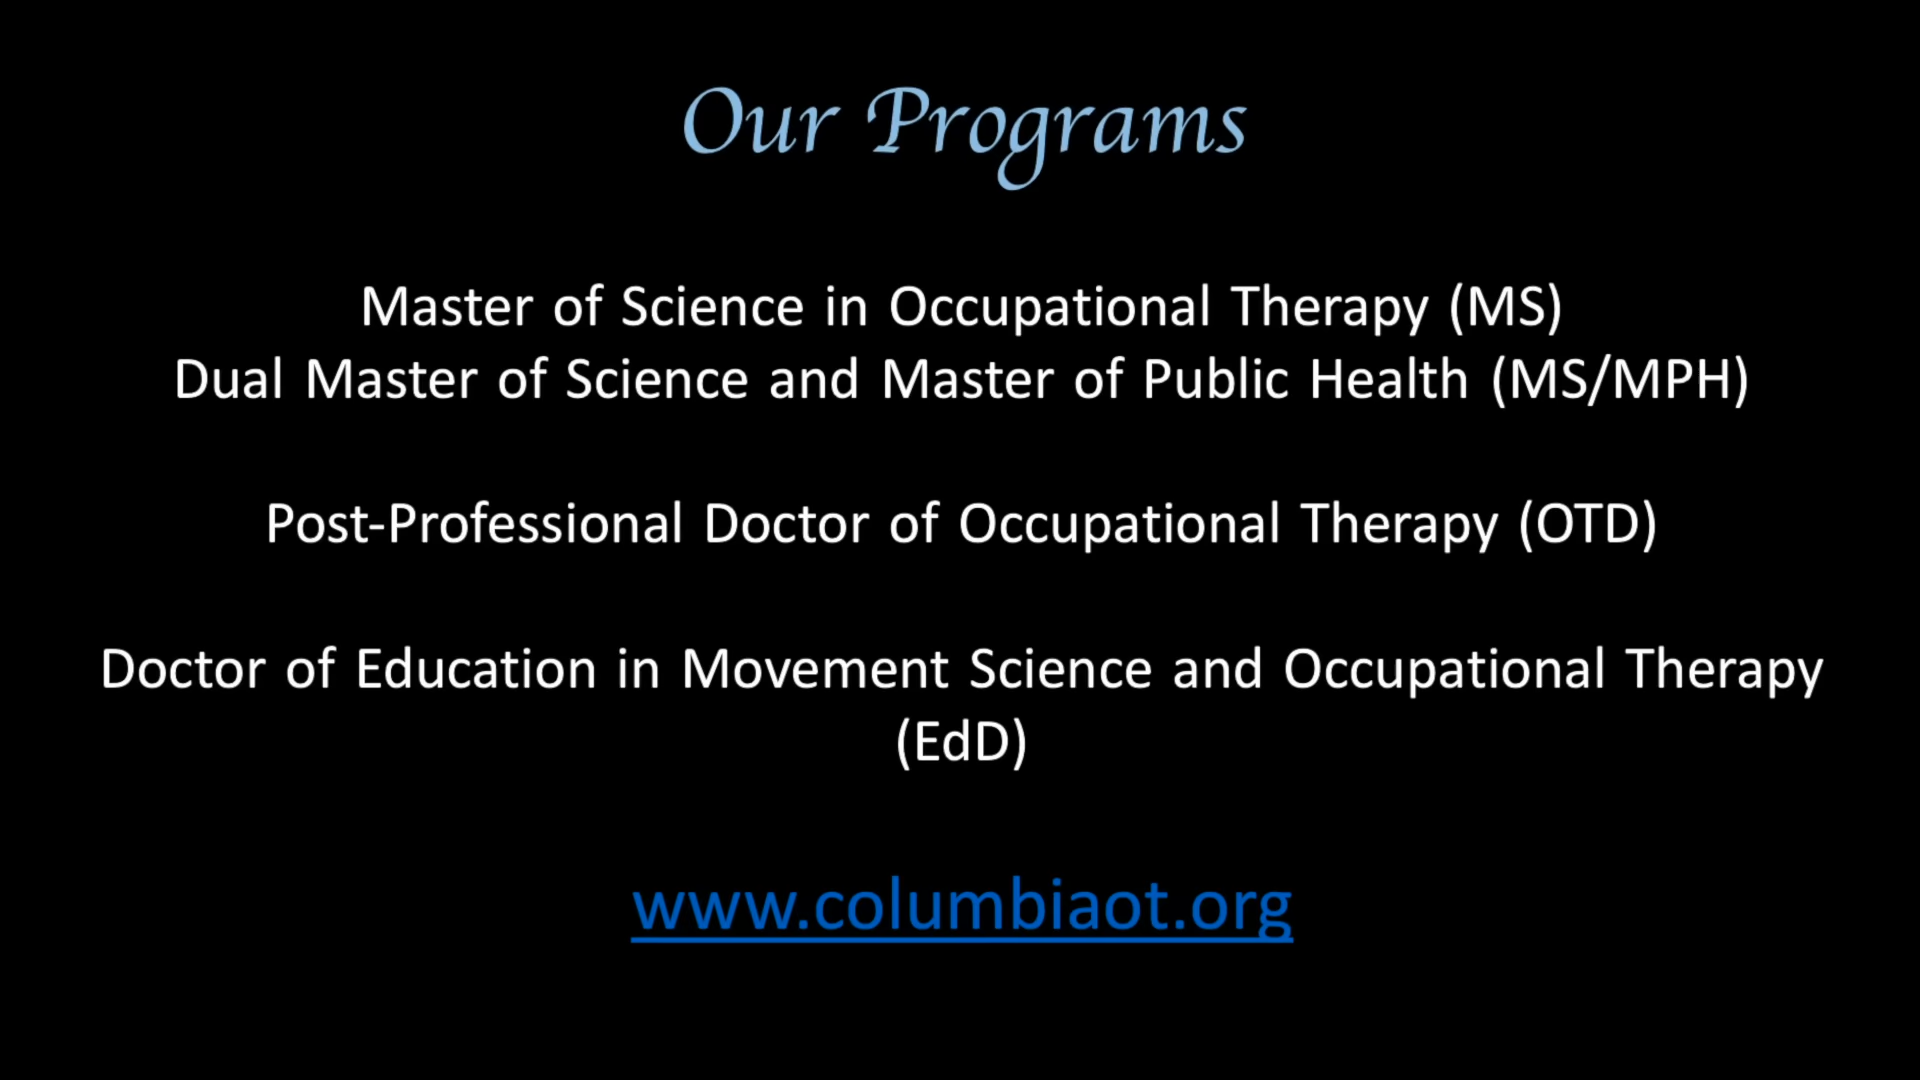 Our Programs
Master of Science in Occupational Therapy (MS)
Dual Master of Science and Master of Public Health (MS/MPH)
Post-Professional Doctor of Occupational Therapy (OTD)
Doctor of Education in Movement Science and Occupational Therapy
(EdD)
www.columbiaot.org